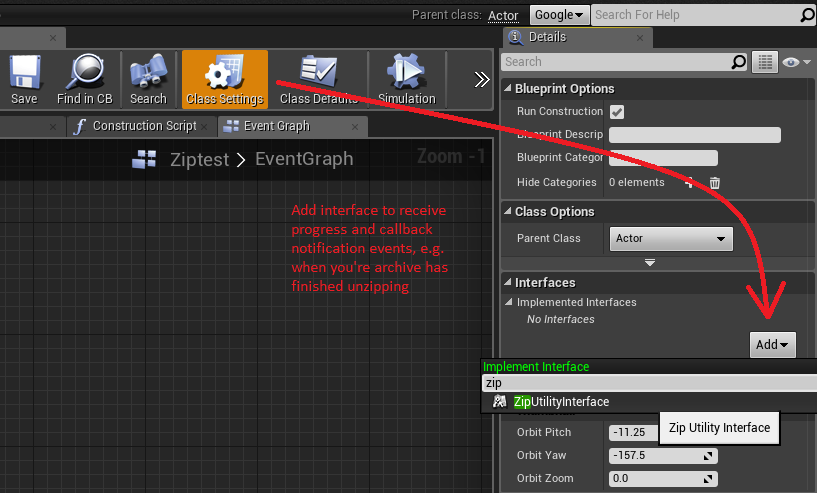 Parent class: Actor Google Search For Help
Details
Save Find in CB Search Class Settings Class Defaults Simulation
Search
Blueprint Options
Run Construction
Blueprint Descrip
Blueprint Categor
Hide Categories 0 elements
Construction Script Event Graph
Ziptest > EventGraph Zoom -1
Add interface to receive
progress and callback
notification events, e.g.
when you're archive has
finished unzipping
Class Options
Parent Class Actor
Interfaces
Implemented Interfaces
No Interfaces
Add
Implement Interface
zip
ZipUtilityInterface
Zip Utility Interface
Orbit Pitch -11.25
Orbit Yaw -157.5
Orbit Zoom 0.0